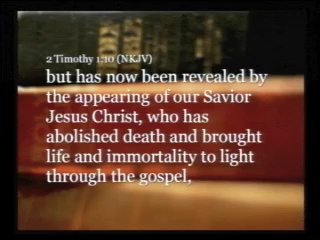 2 Timothy 1:10 (NKJV)
but has now been revealed by
the appearing of our Savior
Jesus Christ, who has
abolished death and brought
life and immortality to light
through the gospel,